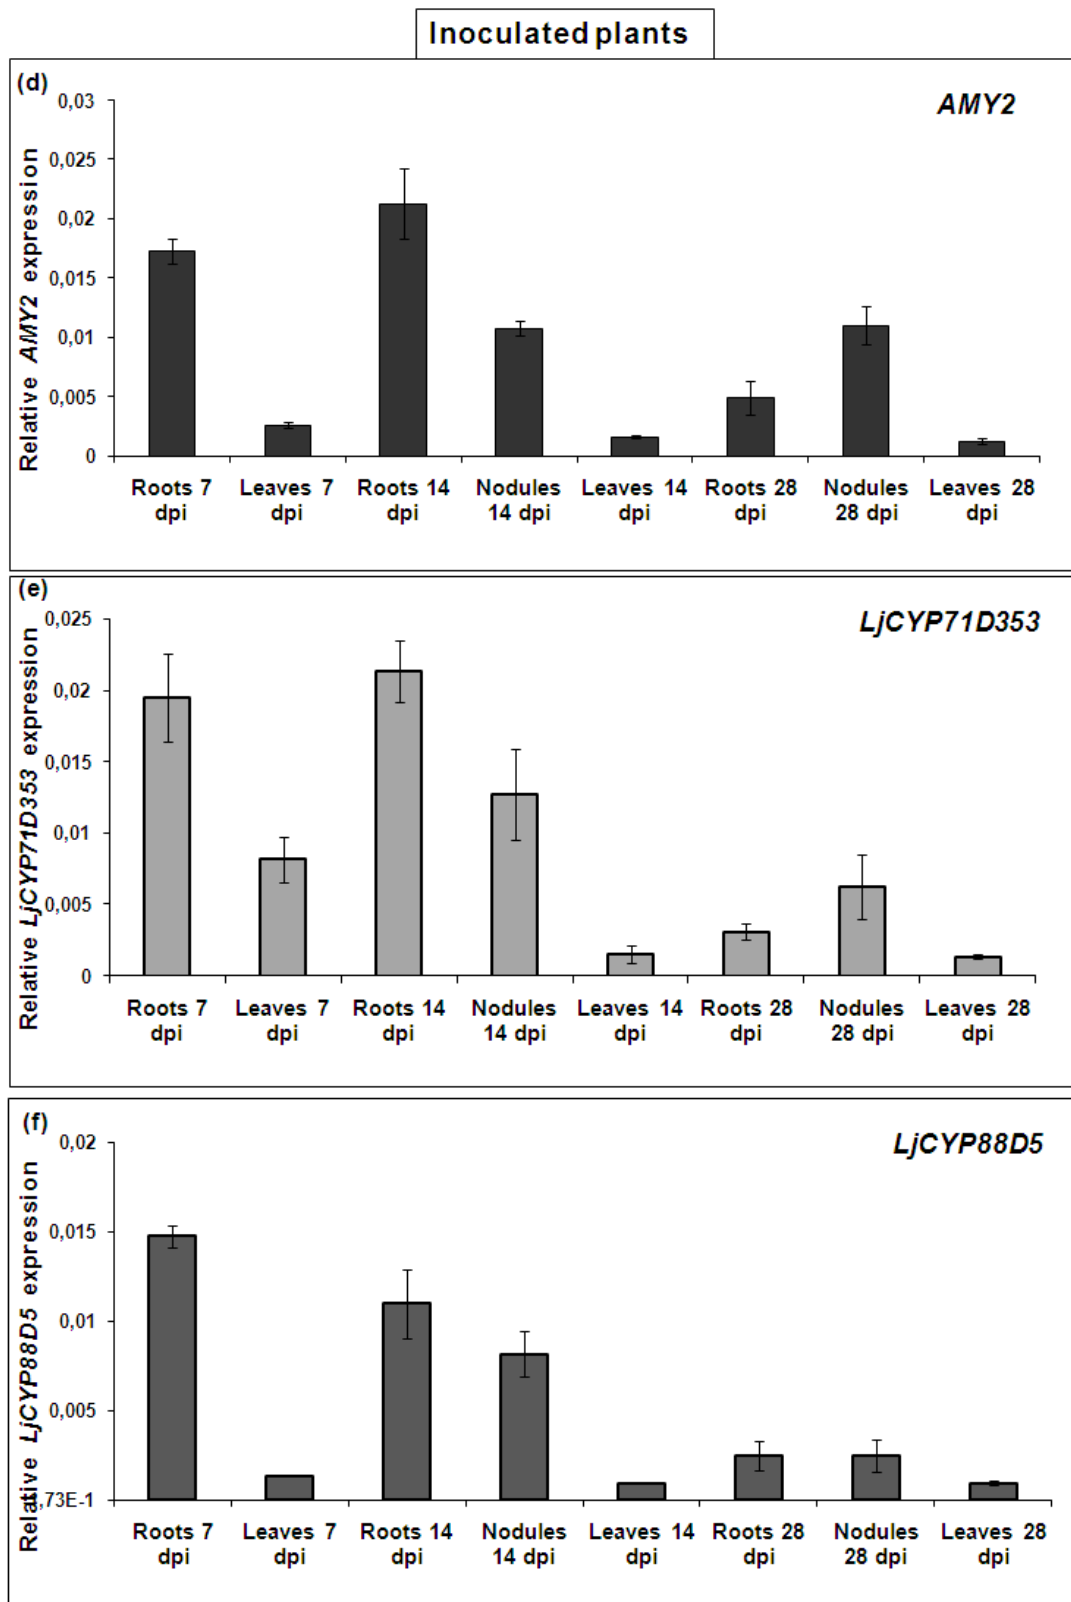 Inoculated plants
(d)
AMY2
Relative AMY2 expression
0,03
0,025
0,02
0,015
0,01
0,005
0
Roots 7 dpi
Leaves 7 dpi
Roots 14 dpi
Nodules 14 dpi
Leaves 14 dpi
Roots 28 dpi
Nodules 28 dpi
Leaves 28 dpi
(e)
LjCYP71D353
Relative LjCYP71D353 expression
0,025
0,02
0,015
0,01
0,005
0
Roots 7 dpi
Leaves 7 dpi
Roots 14 dpi
Nodules 14 dpi
Leaves 14 dpi
Roots 28 dpi
Nodules 28 dpi
Leaves 28 dpi
(f)
LjCYP88D5
Relative LjCYP88D5 expression
0,02
0,015
0,01
0,005
,73E-1
Roots 7 dpi
Leaves 7 dpi
Roots 14 dpi
Nodules 14 dpi
Leaves 14 dpi
Roots 28 dpi
Nodules 28 dpi
Leaves 28 dpi